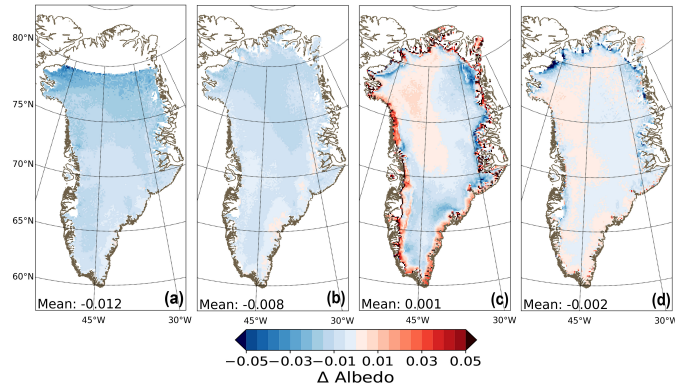 80°N
75°N
70°N
65°N
60°N
Mean: -0.012 (a)
Mean: -0.008 (b)
Mean: 0.001 (c)
Mean: -0.002 (d)
45°W 30°W 45°W 30°W 45°W 30°W 45°W 30°W
−0.05 −0.03 −0.01 0.01 0.03 0.05
Δ Albedo